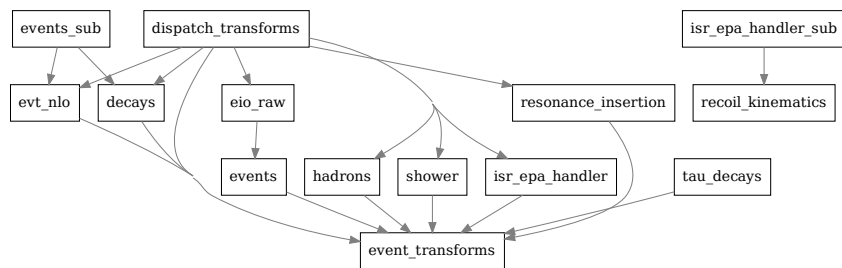 events_sub
dispatch_transforms
isr_epa_handler_sub
evt_nlo
decays
eio_raw
resonance_insertion
recoil_kinematics
events
hadrons
shower
isr_epa_handler
tau_decays
event_transforms